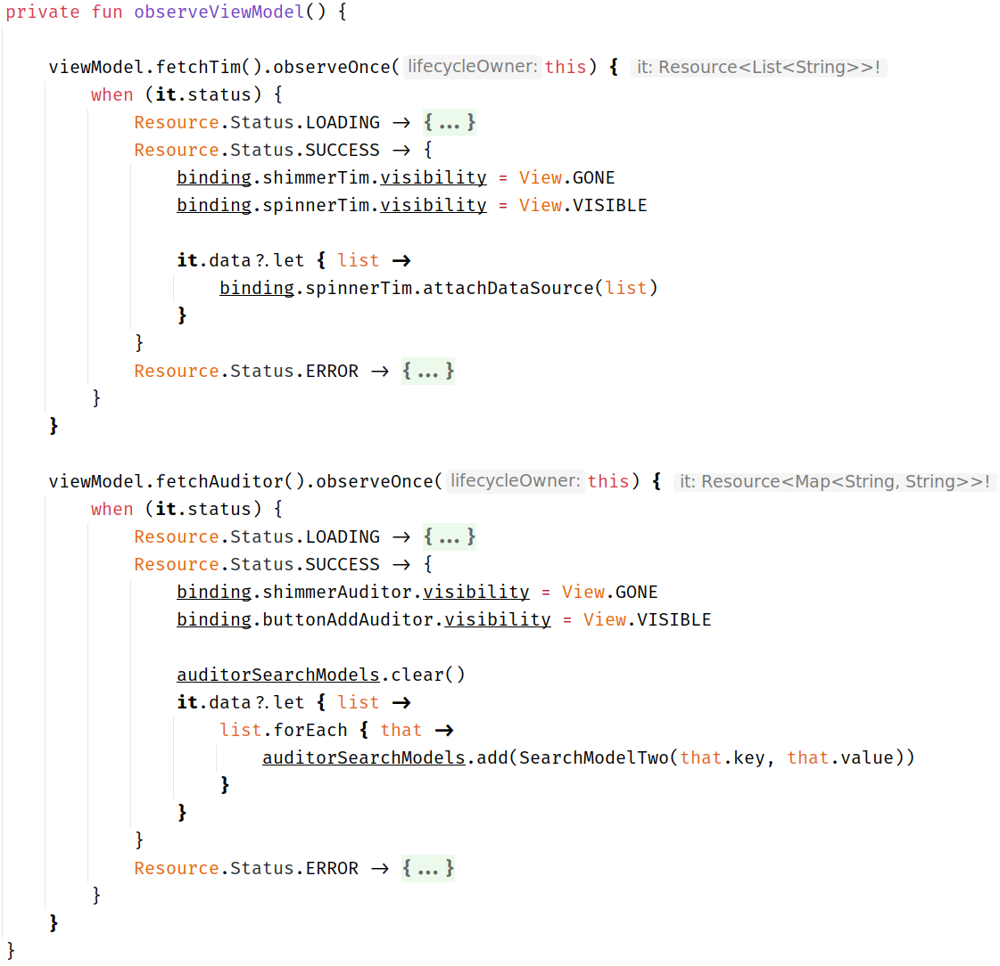 private fun observeViewModel() {
viewModel.fetchTim().observeOnce( lifecycleOwner: this) { it: Resource<List<String>>!
when (it.status) {
Resource.Status.LOADING -> {...}
Resource.Status.SUCCESS -> {
binding.shimmerTim.visibility = View.GONE
binding.spinnerTim.visibility = View.VISIBLE
it.data?.let { list ->
binding.spinnerTim.attachDataSource(list)
}
}
Resource.Status.ERROR -> {...}
}
}
viewModel.fetchAuditor().observeOnce( lifecycleOwner: this) { it: Resource<Map<String, String>>!
when (it.status) {
Resource.Status.LOADING -> {...}
Resource.Status.SUCCESS -> {
binding.shimmerAuditor.visibility = View.GONE
binding.buttonAddAuditor.visibility = View.VISIBLE
auditorSearchModels.clear()
it.data?.let { list ->
list.forEach { that ->
auditorSearchModels.add(SearchModelTwo(that.key, that.value))
}
}
}
Resource.Status.ERROR -> {...}
}
}
}